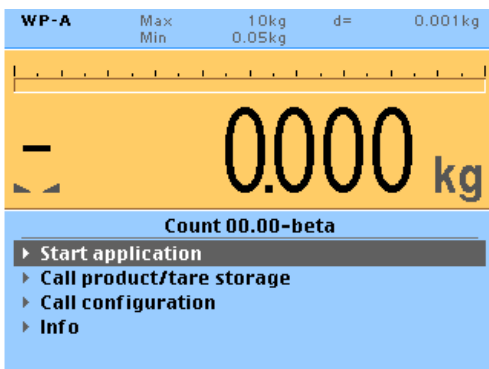 WP-A Max 10kg d= 0.001kg
Min 0.05kg
– 0.000 kg
Count 00.00-beta
Start application
Call product/tare storage
Call configuration
Info